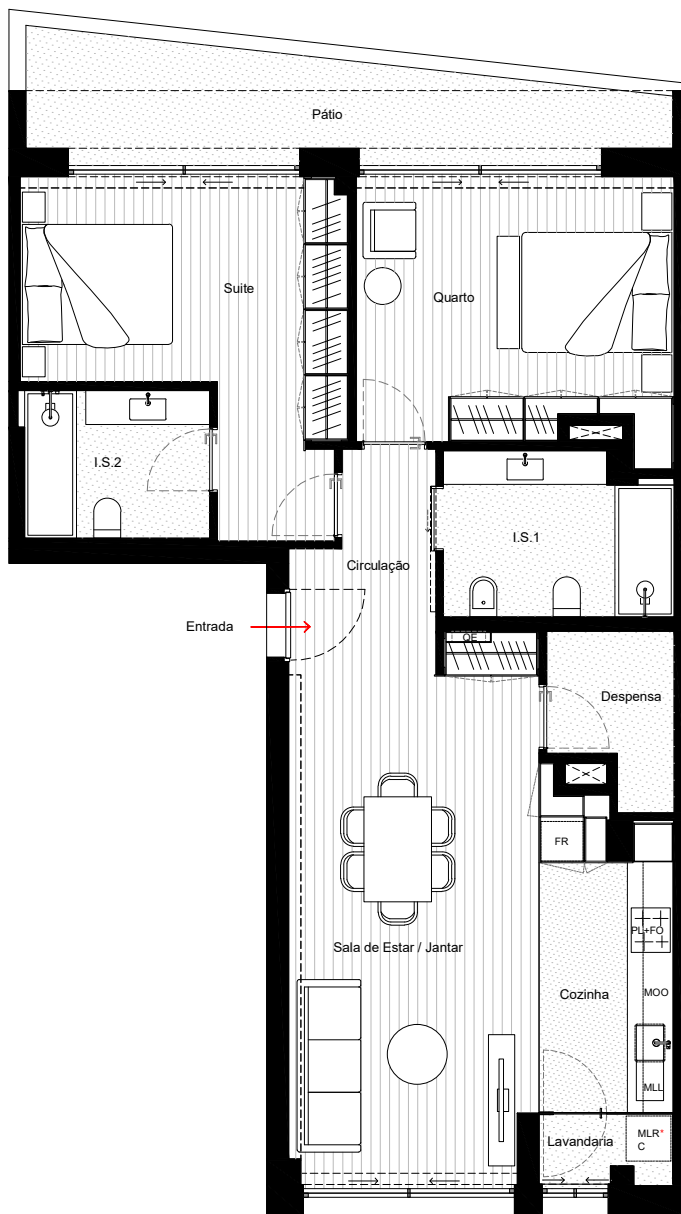 Pátio
Suite
Quarto
I.S.2
I.S.1
Circulação
Entrada
QE
Despensa
FR
PL+FO
Sala de Estar / Jantar
MOO
Cozinha
MLL
Lavandaria
MLR*
C